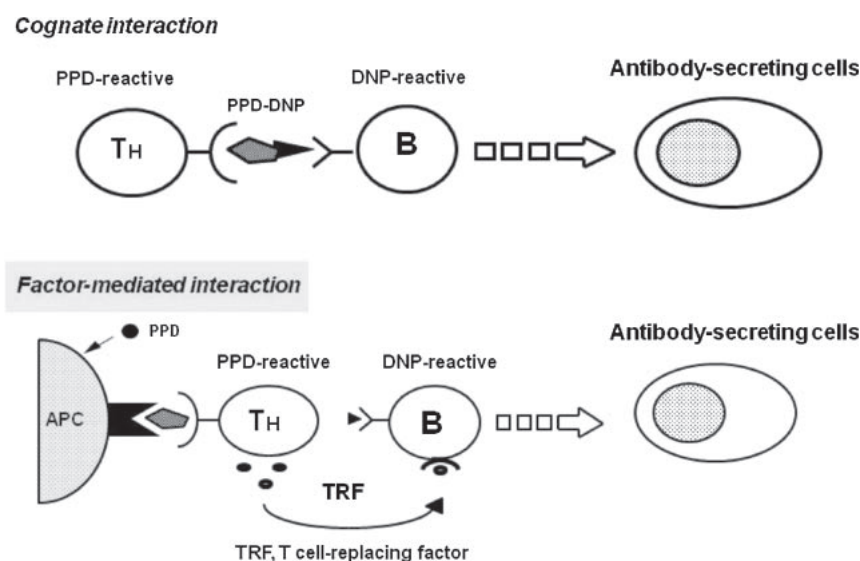 Cognate interaction
PPD-reactive
PPD-DNP
DNP-reactive
Antibody-secreting cells
TH
B
Factor-mediated interaction
PPD
PPD-reactive
DNP-reactive
Antibody-secreting cells
APC
TH
B
TRF
TRF, T cell-replacing factor